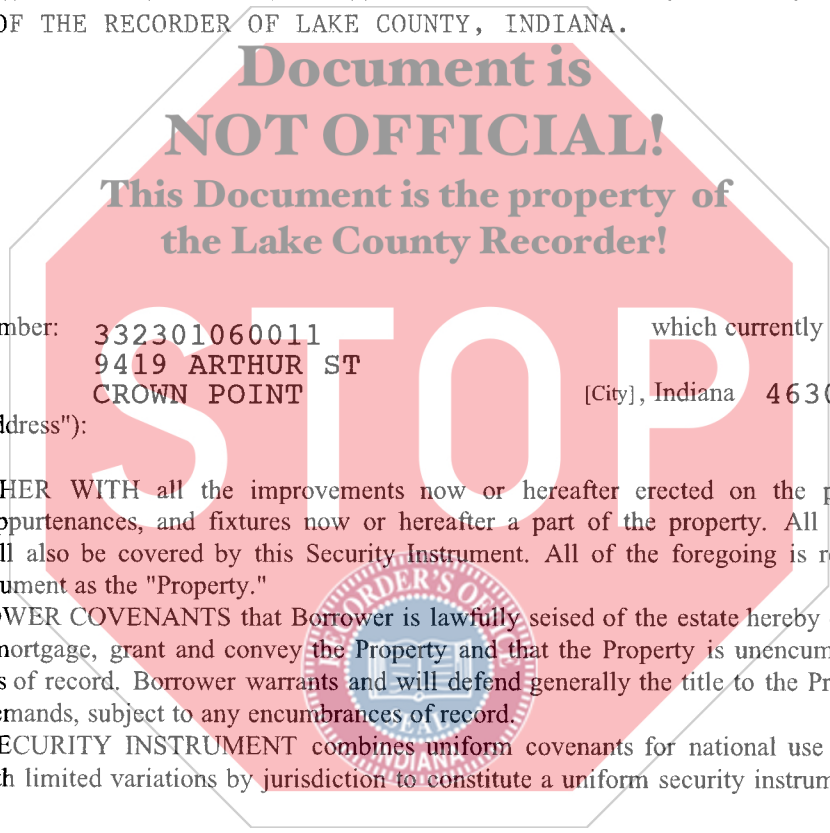 OF THE RECORDER OF LAKE COUNTY, INDIANA.
Document is
NOT OFFICIAL!
This Document is the property of
the Lake County Recorder!
STOP
mber: 332301060011 which currently
9419 ARTHUR ST
CROWN POINT [City], Indiana 4630
ddress"):
HER WITH all the improvements now or hereafter erected on the p
ppurtenances, and fixtures now or hereafter a part of the property. All
ll also be covered by this Security Instrument. All of the foregoing is re
ument as the "Property."
OWER COVENANTS that Borrower is lawfully seised of the estate hereby
mortgage, grant and convey the Property and that the Property is unencum
s of record. Borrower warrants and will defend generally the title to the Pr
emands, subject to any encumbrances of record.
ECURITY INSTRUMENT combines uniform covenants for national use
th limited variations by jurisdiction to constitute a uniform security instrum
RECORDER'S OFFICE
SEAL
INDIANA